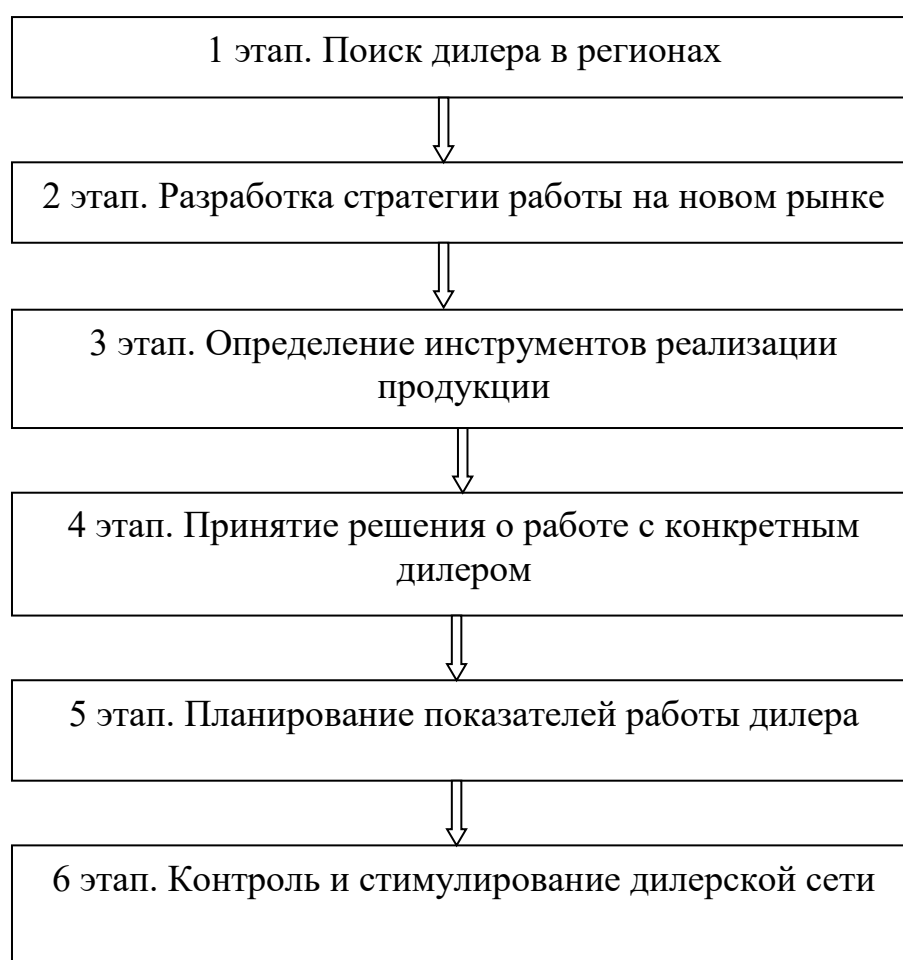 1 этап. Поиск дилера в регионах
2 этап. Разработка стратегии работы на новом рынке
3 этап. Определение инструментов реализации
продукции
4 этап. Принятие решения о работе с конкретным
дилером
5 этап. Планирование показателей работы дилера
6 этап. Контроль и стимулирование дилерской сети